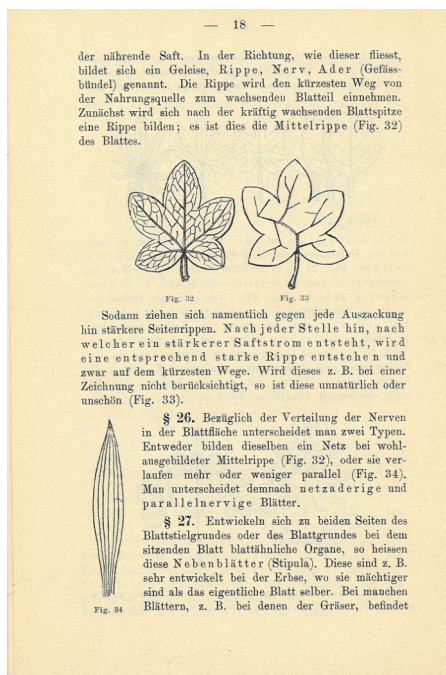 — 18 —
der nährende Saft. In der Richtung, wie dieser fliesst,
bildet sich ein Geleise, Rippe, Nerv, Ader (Gefäss-
bündel) genannt. Die Rippe wird den kürzesten Weg von
der Nahrungsquelle zum wachsenden Blatteil einnehmen.
Zunächst wird sich nach der kräftig wachsenden Blattspitze
eine Rippe bilden; es ist dies die Mittelrippe (Fig. 32)
des Blattes.
Fig. 32
Fig. 33
Sodann ziehen sich namentlich gegen jede Auszackung
hin stärkere Seitenrippen. Nach jeder Stelle hin, nach
welcher ein stärkerer Saftstrom entsteht, wird
eine entsprechend starke Rippe entstehen und
zwar auf dem kürzesten Wege. Wird dieses z. B. bei einer
Zeichnung nicht berücksichtigt, so ist diese unnatürlich oder
unschön (Fig. 33).
§ 26. Bezüglich der Verteilung der Nerven
in der Blattfläche unterscheidet man zwei Typen.
Entweder bilden dieselben ein Netz bei wohl-
ausgebildeter Mittelrippe (Fig. 32), oder sie ver-
laufen mehr oder weniger parallel (Fig. 34).
Man unterscheidet demnach netzaderige und
parallelnervige Blätter.
§ 27. Entwickeln sich zu beiden Seiten des
Blattstielgrundes oder des Blattgrundes bei dem
sitzenden Blatt blattähnliche Organe, so heissen
diese Nebenblätter (Stipula). Diese sind z. B.
sehr entwickelt bei der Erbse, wo sie mächtiger
sind als das eigentliche Blatt selber. Bei manchen
Blättern, z. B. bei denen der Gräser, befindet
Fig. 34